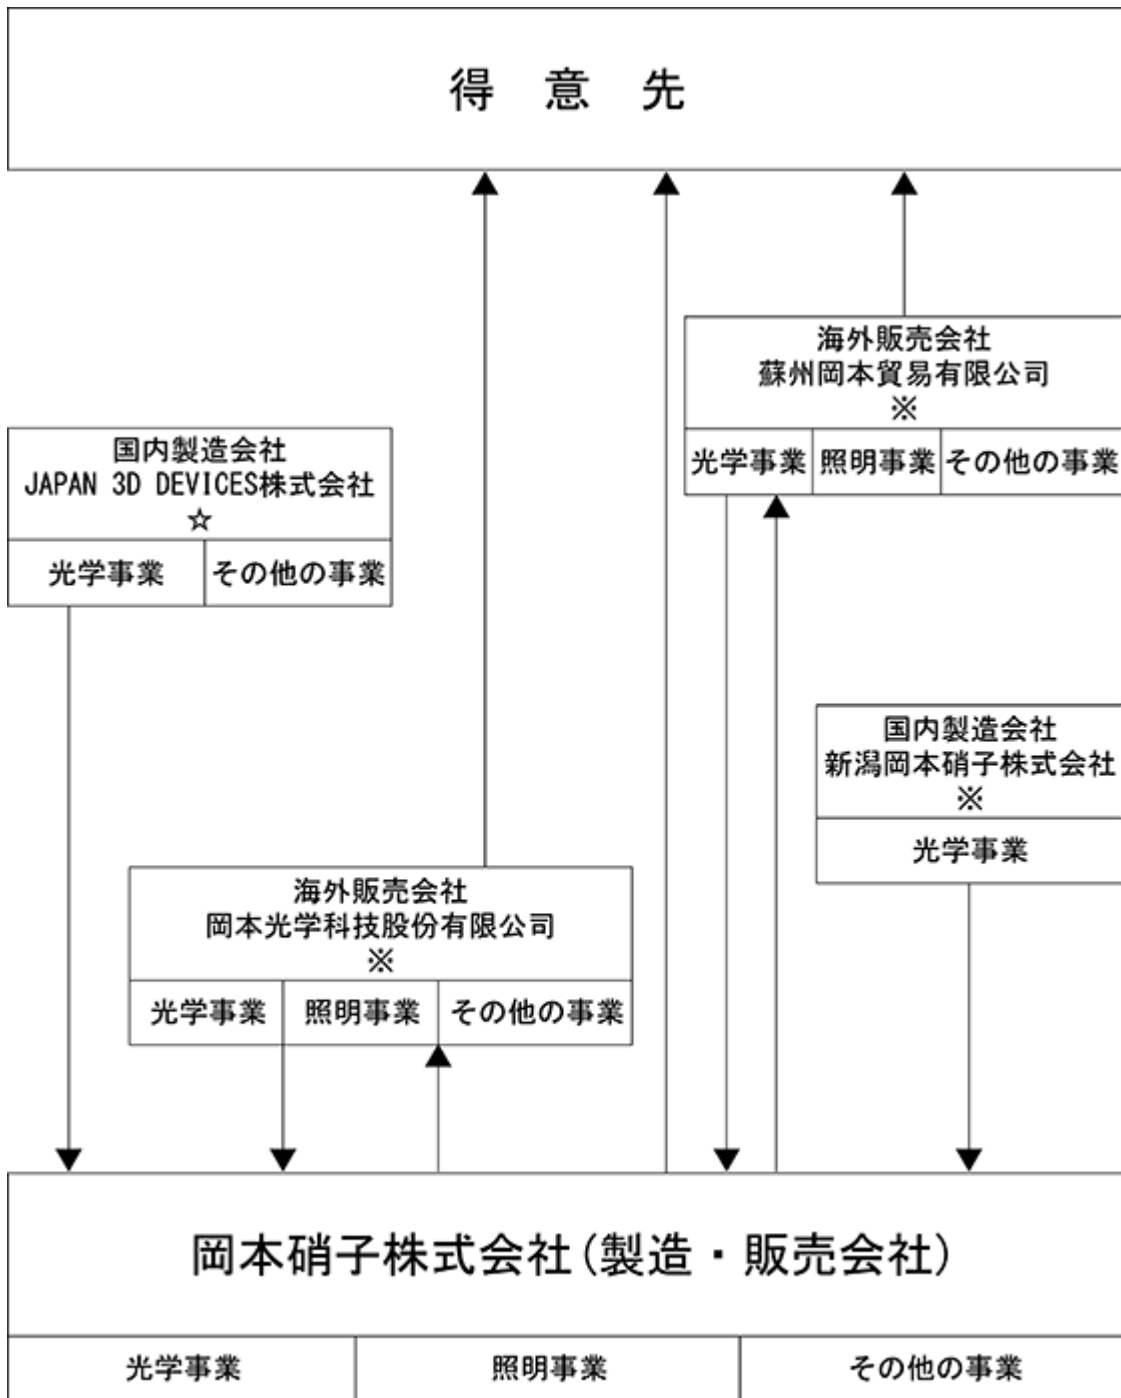 得 意 先
海外販売会社
蘇州岡本貿易有限公司
※
光学事業 照明事業 その他の事業
国内製造会社
JAPAN 3D DEVICES株式会社
☆
光学事業 その他の事業
国内製造会社
新潟岡本硝子株式会社
※
光学事業
海外販売会社
岡本光学科技股份有限公司
※
光学事業 照明事業 その他の事業
岡本硝子株式会社(製造・販売会社)
光学事業 照明事業 その他の事業